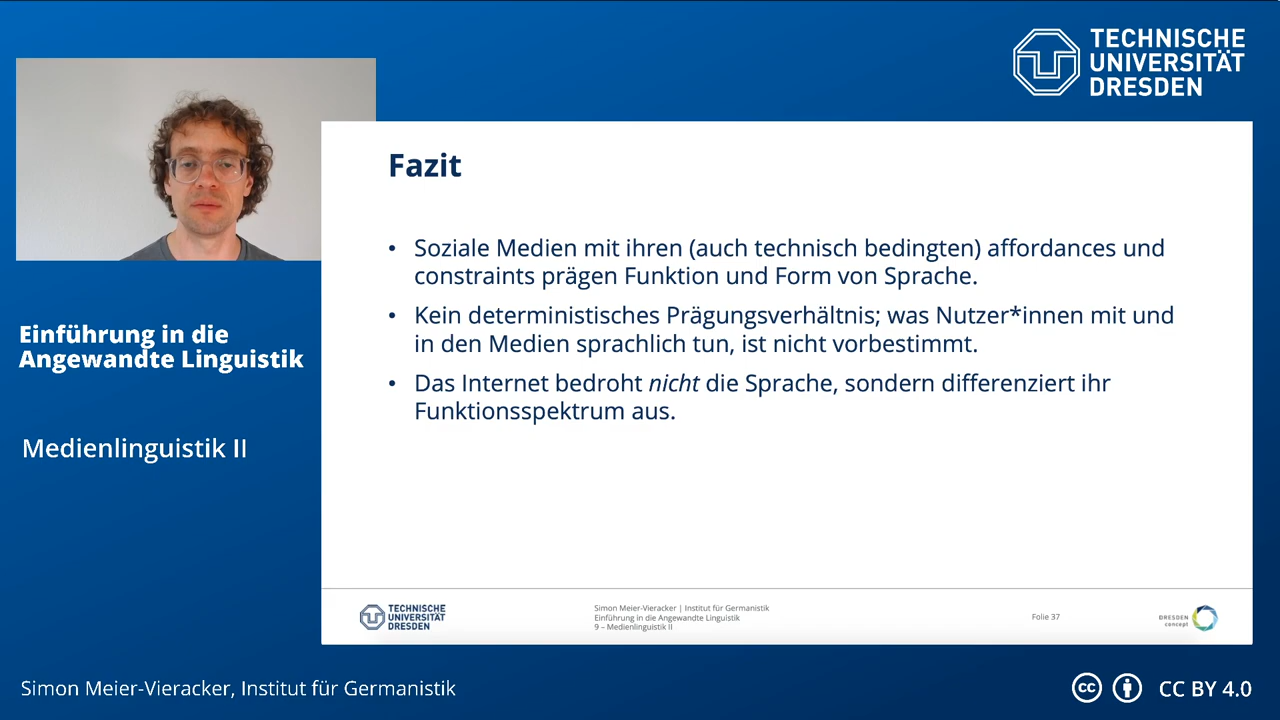 TECHNISCHE
UNIVERSITÄT
DRESDEN
Fazit
• Soziale Medien mit ihren (auch technisch bedingten) affordances und
constraints prägen Funktion und Form von Sprache.
• Kein deterministisches Prägungsverhältnis; was Nutzer*innen mit und
in den Medien sprachlich tun, ist nicht vorbestimmt.
• Das Internet bedroht nicht die Sprache, sondern differenziert ihr
Funktionsspektrum aus.
Einführung in die
Angewandte Linguistik
Medienlinguistik II
TECHNISCHE
UNIVERSITÄT
DRESDEN
Simon Meier-Vieracker | Institut für Germanistik
Einführung in die Angewandte Linguistik
9 – Medienlinguistik II
Folie 37
DRESDEN
concept
Simon Meier-Vieracker, Institut für Germanistik
cc
CC BY 4.0